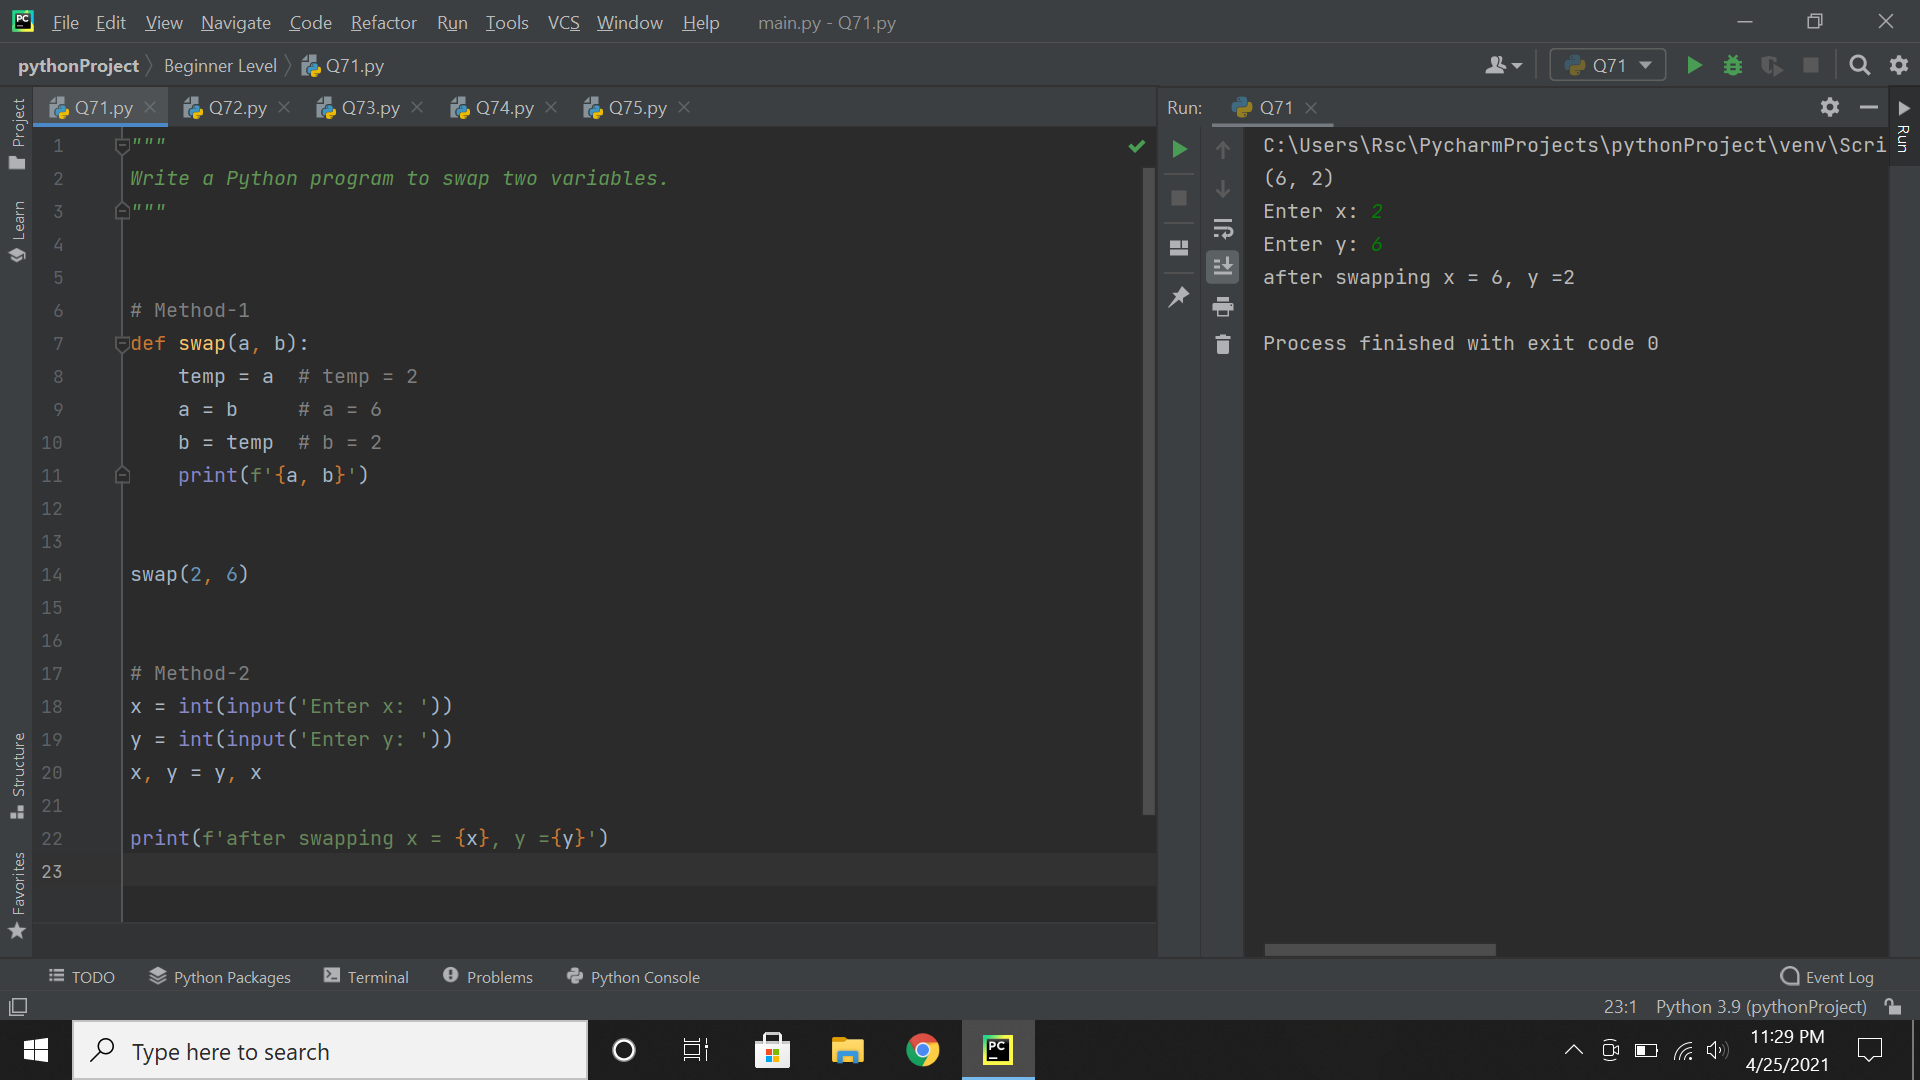 File Edit View Navigate Code Refactor Run Tools VCS Window Help main.py - Q71.py
pythonProject Beginner Level Q71.py Q71
Project
Learn
Structure
Favorites
Q71.py Q72.py Q73.py Q74.py Q75.py
1 """
2 Write a Python program to swap two variables.
3 """
4
5
6 # Method-1
7 def swap(a, b):
8 temp = a # temp = 2
9 a = b # a = 6
10 b = temp # b = 2
11 print(f'{a, b}')
12
13
14 swap(2, 6)
15
16
17 # Method-2
18 x = int(input('Enter x: '))
19 y = int(input('Enter y: '))
20 x, y = y, x
21
22 print(f'after swapping x = {x}, y ={y}')
23
Run: Q71
Run
C:\Users\Rsc\PycharmProjects\pythonProject\venv\Scri
(6, 2)
Enter x: 2
Enter y: 6
after swapping x = 6, y =2
Process finished with exit code 0
TODO Python Packages Terminal Problems Python Console Event Log
23:1 Python 3.9 (pythonProject)
Type here to search
PC
11:29 PM
4/25/2021